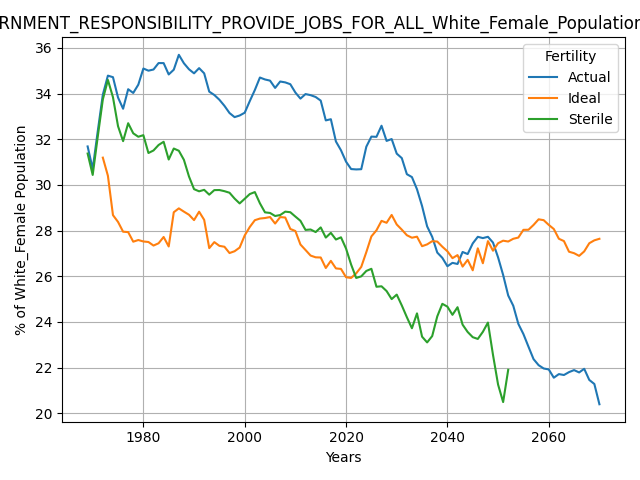 RNMENT_RESPONSIBILITY_PROVIDE_JOBS_FOR_ALL_White_Female_Population
Fertility
Actual
Ideal
Sterile
% of White_Female Population
36
34
32
30
28
26
24
22
20
1980 2000 2020 2040 2060
Years